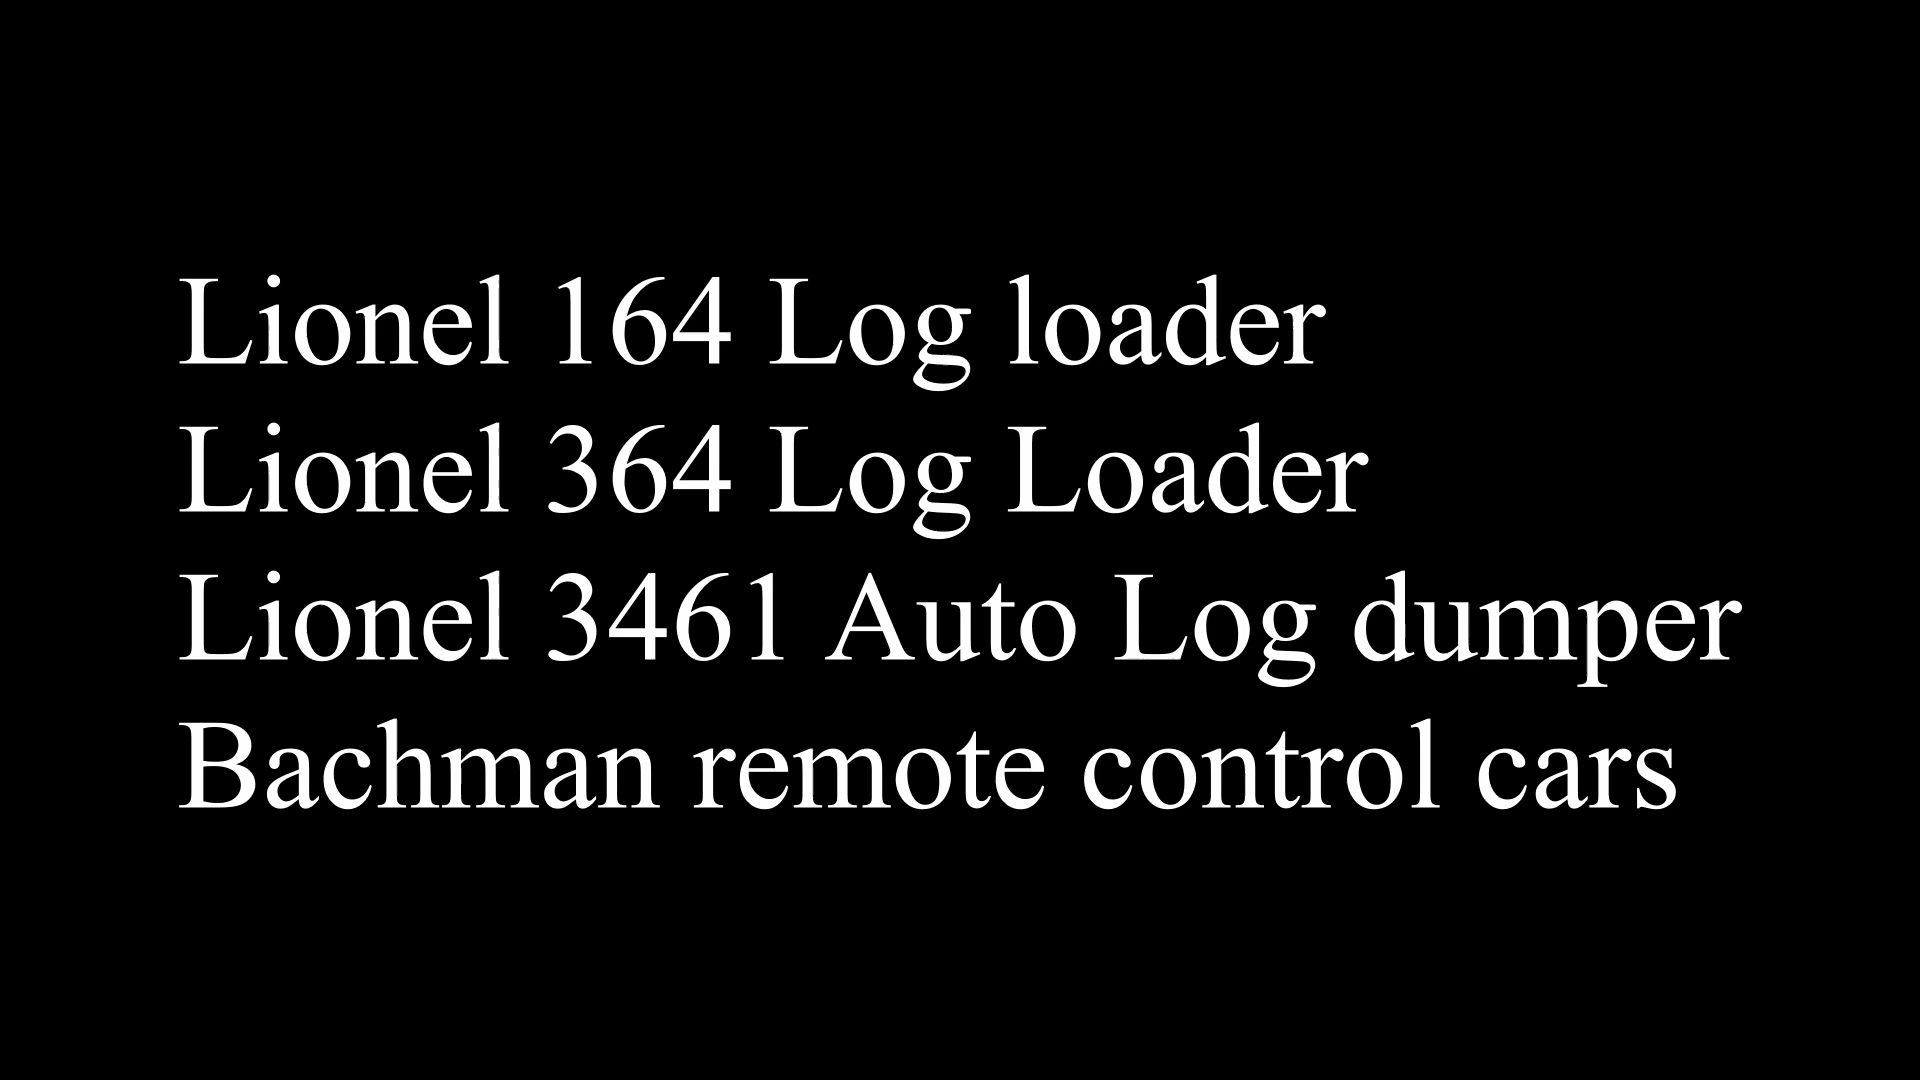 Lionel 164 Log loader
Lionel 364 Log Loader
Lionel 3461 Auto Log dumper
Bachman remote control cars